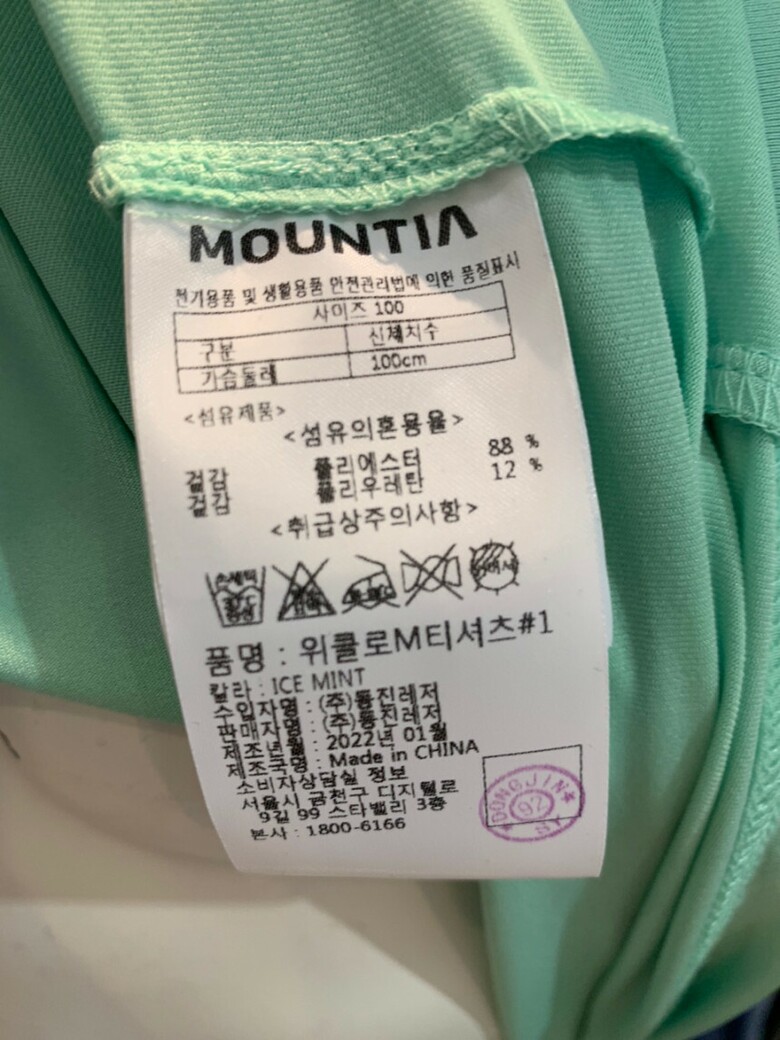 MOUNTIA
전기용품 및 생활용품 안전관리법에 의한 품질표시
사이즈 100
구분 신체치수
가슴둘레 100cm
<섬유제품>
<섬유의혼용율>
겉감 폴리에스터 88 %
겉감 폴리우레탄 12 %
<취급상주의사항>
손세탁
중성
품명 : 위클로M티셔츠#1
칼라 : ICE MINT
수입자명 : (주)동진레저
판매자명 : (주)동진레저
제조년월 : 2022년 01월
제조국명 : Made in CHINA
소비자상담실 정보
서울시 금천구 디지털로
9길 99 스타밸리 3층
본사 : 1800-6166
DONGJIN
92